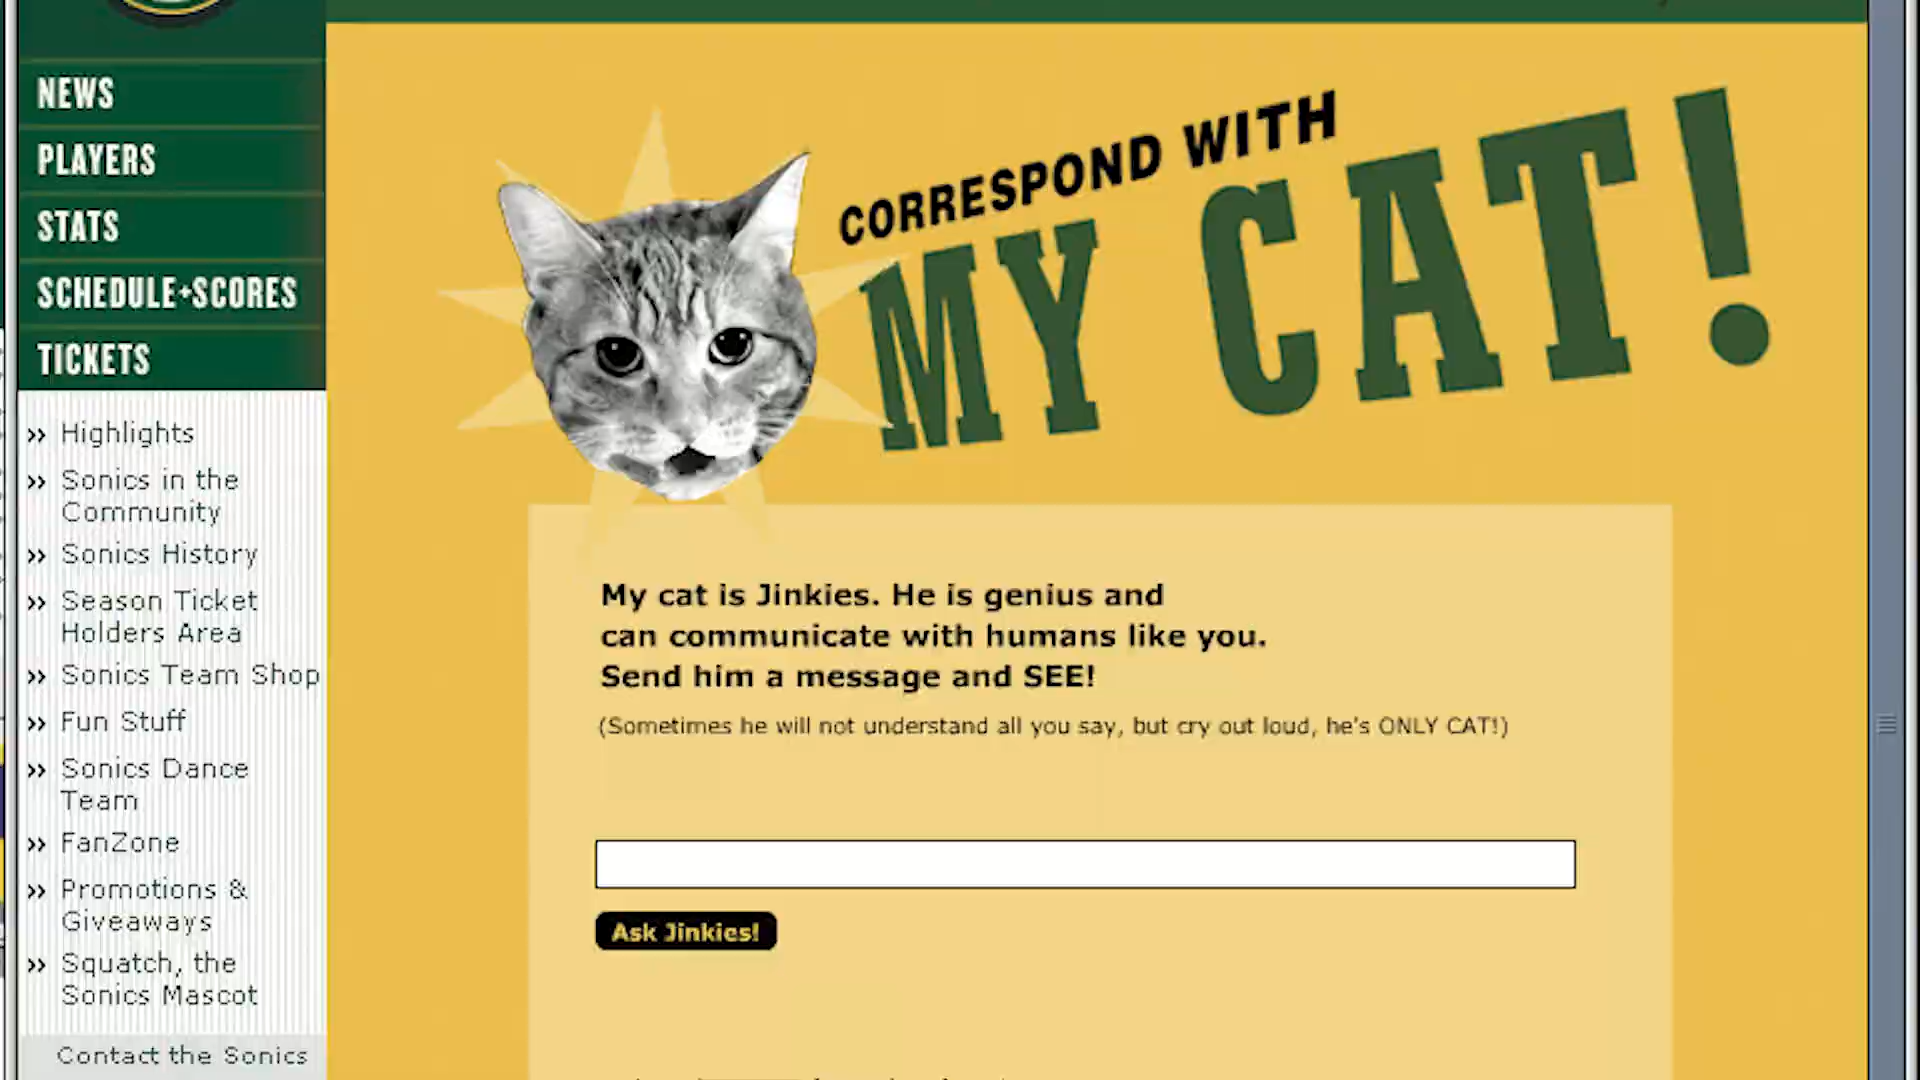 NEWS
PLAYERS
STATS
SCHEDULE+SCORES
TICKETS
>> Highlights
>> Sonics in the
Community
>> Sonics History
>> Season Ticket
Holders Area
>> Sonics Team Shop
>> Fun Stuff
>> Sonics Dance
Team
>> FanZone
>> Promotions &
Giveaways
>> Squatch, the
Sonics Mascot
Contact the Sonics
CORRESPOND WITH
MY CAT!
My cat is Jinkies. He is genius and
can communicate with humans like you.
Send him a message and SEE!
(Sometimes he will not understand all you say, but cry out loud, he's ONLY CAT!)
Ask Jinkies!